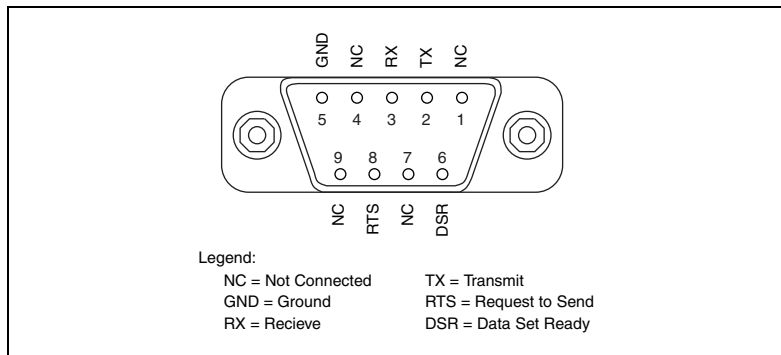 GND NC RX TX NC
5 4 3 2 1
9 8 7 6
NC RTS NC DSR
Legend:
NC = Not Connected
GND = Ground
RX = Recieve
TX = Transmit
RTS = Request to Send
DSR = Data Set Ready